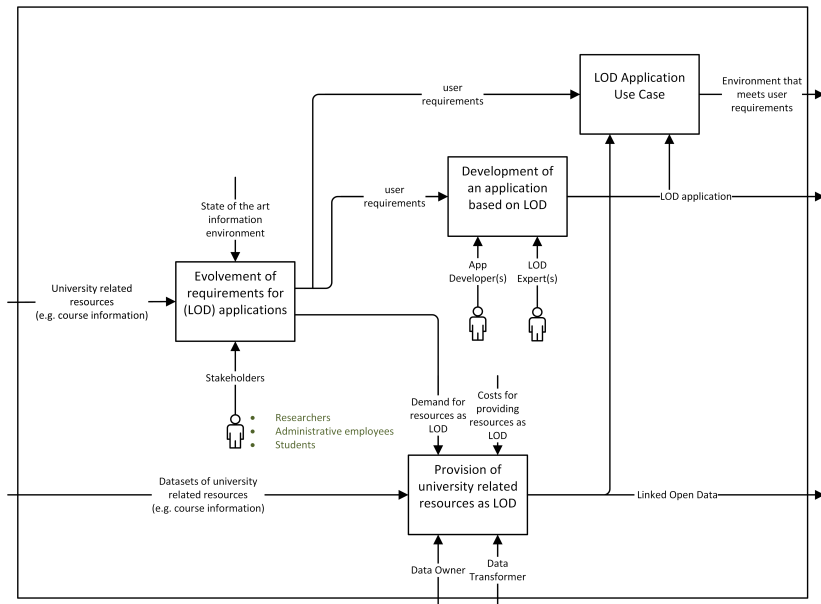 LOD Application
Use Case
Environment that
meets user
requirements
user
requirements
Development of
an application
based on LOD
user
requirements
LOD application
State of the art
information
environment
App
Developer(s)
LOD
Expert(s)
Evolvement of
requirements for
(LOD) applications
University related
resources
(e.g. course information)
Stakeholders
• Researchers
• Administrative employees
• Students
Demand for
resources as
LOD
Costs for
providing
resources as
LOD
Datasets of university
related resources
(e.g. course information)
Provision of
university related
resources as LOD
Linked Open Data
Data Owner
Data
Transformer